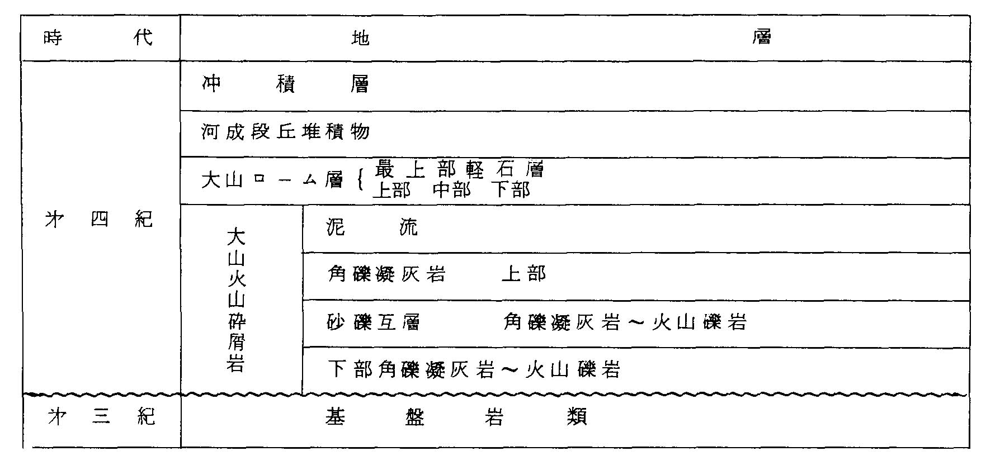 時代 地層
冲積層
河成段丘堆積物
大山ローム層 { 最上部軽石層
上部 中部 下部
才四紀
大山火山砕屑岩
泥流
角礫凝灰岩 上部
砂礫互層 角礫凝灰岩~火山礫岩
下部角礫凝灰岩~火山礫岩
才三紀 基盤岩類